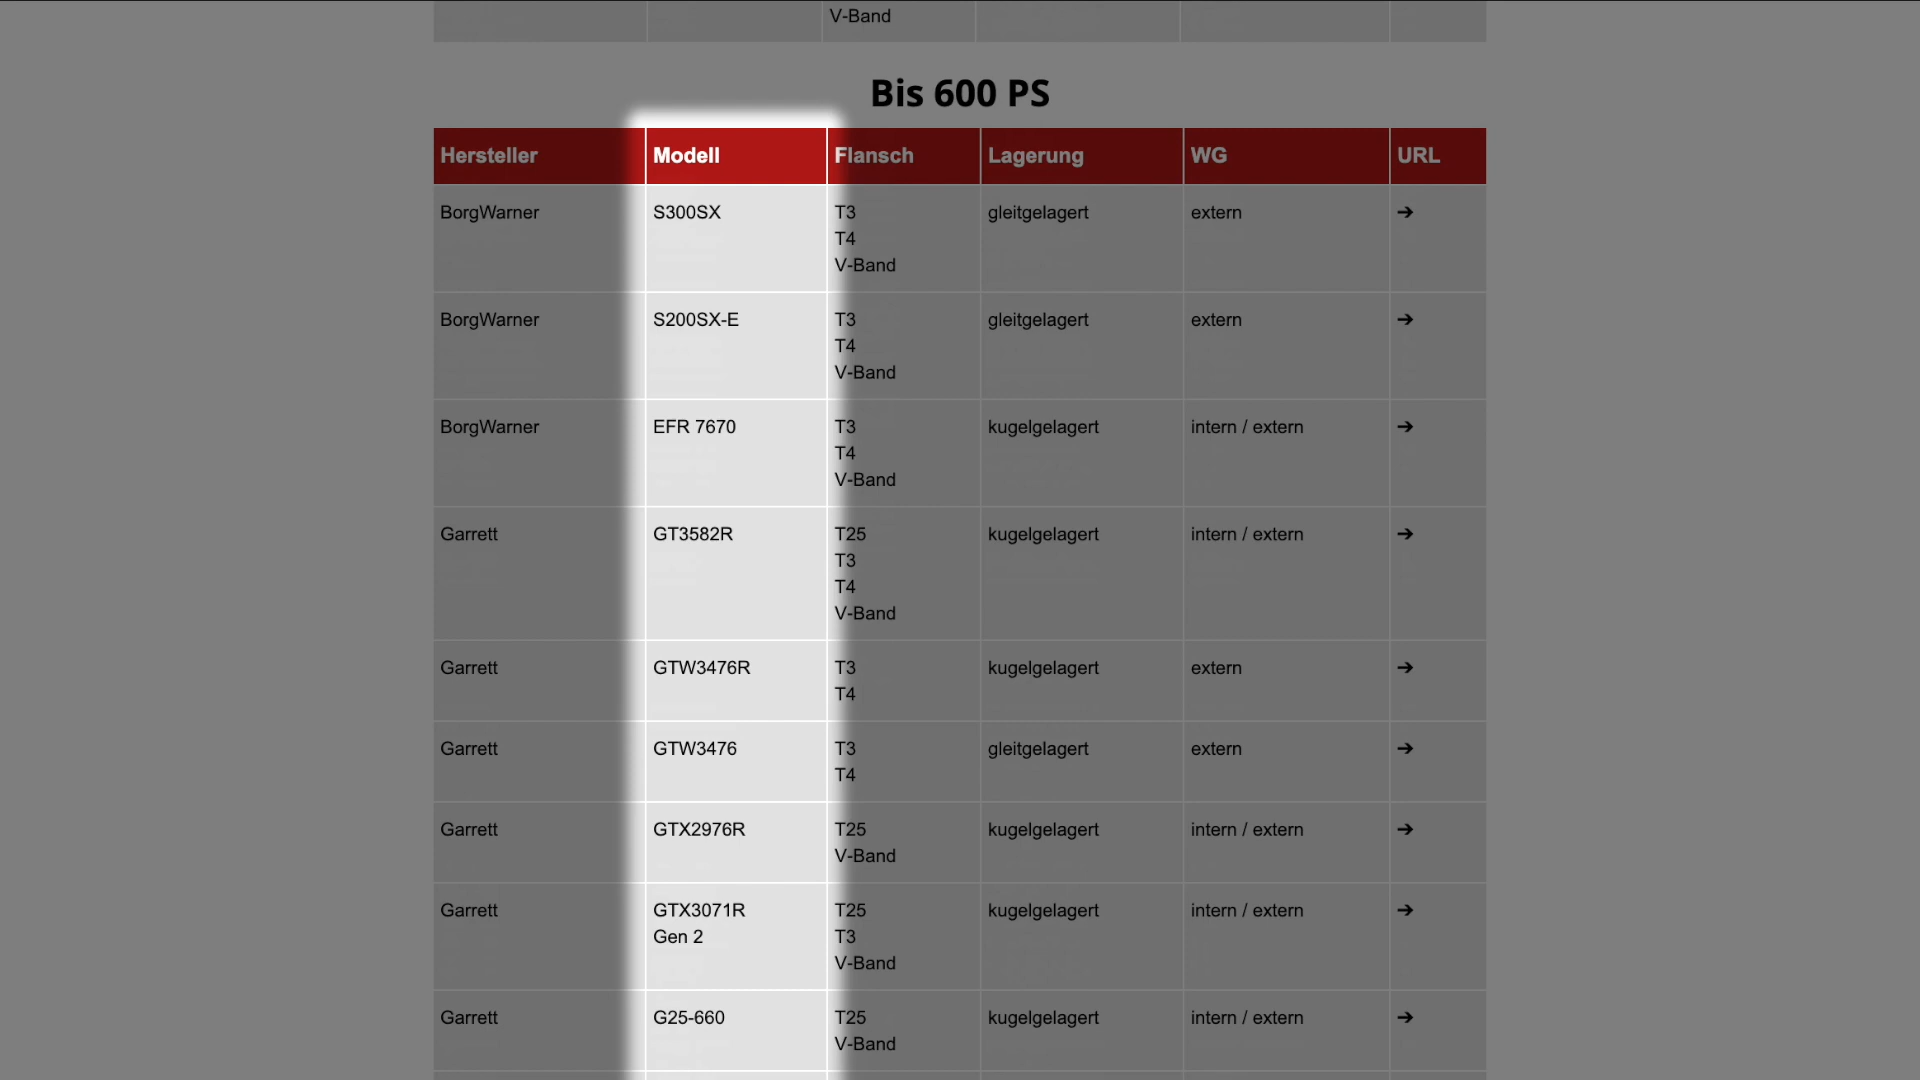 V-Band
Bis 600 PS
Hersteller Modell Flansch Lagerung WG URL
BorgWarner S300SX T3 gleitgelagert extern ➔
T4
V-Band
BorgWarner S200SX-E T3 gleitgelagert extern ➔
T4
V-Band
BorgWarner EFR 7670 T3 kugelgelagert intern / extern ➔
T4
V-Band
Garrett GT3582R T25 kugelgelagert intern / extern ➔
T3
T4
V-Band
Garrett GTW3476R T3 kugelgelagert extern ➔
T4
Garrett GTW3476 T3 gleitgelagert extern ➔
T4
Garrett GTX2976R T25 kugelgelagert intern / extern ➔
V-Band
Garrett GTX3071R T25 kugelgelagert intern / extern ➔
Gen 2 T3
V-Band
Garrett G25-660 T25 kugelgelagert intern / extern ➔
V-Band